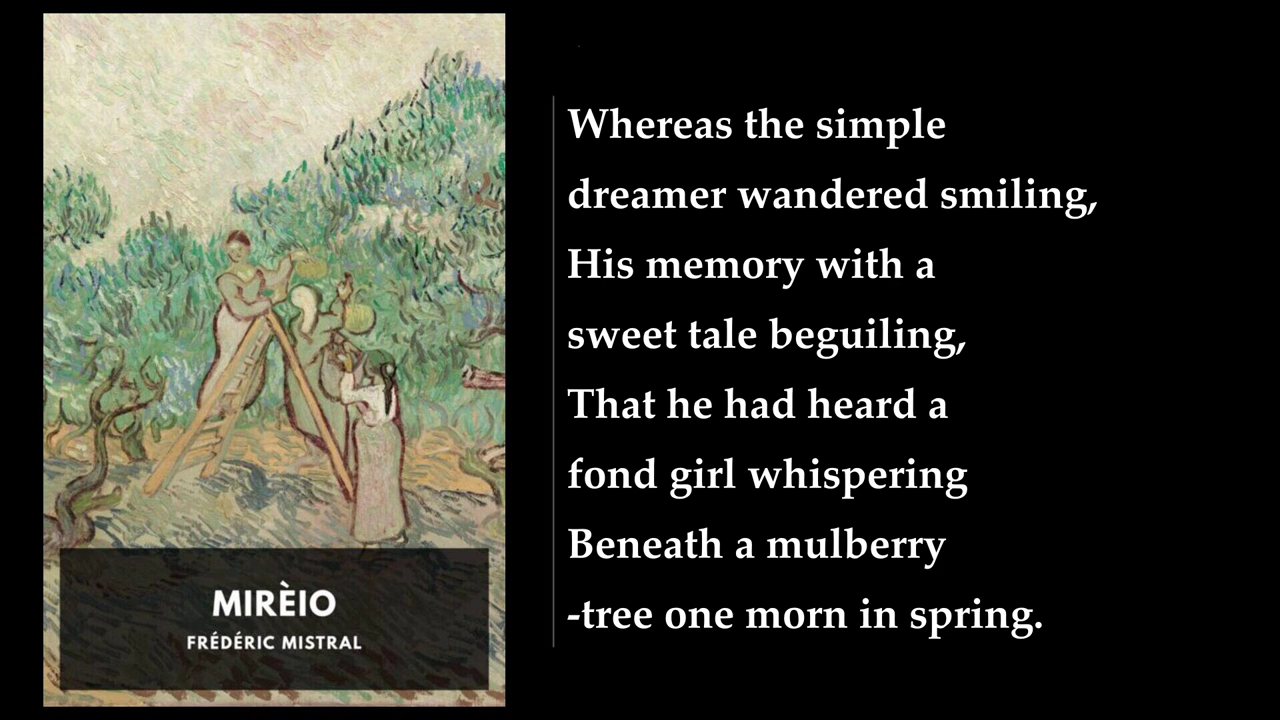 MIRÈIO
FRÉDÉRIC MISTRAL
Whereas the simple
dreamer wandered smiling,
His memory with a
sweet tale beguiling,
That he had heard a
fond girl whispering
Beneath a mulberry
-tree one morn in spring.